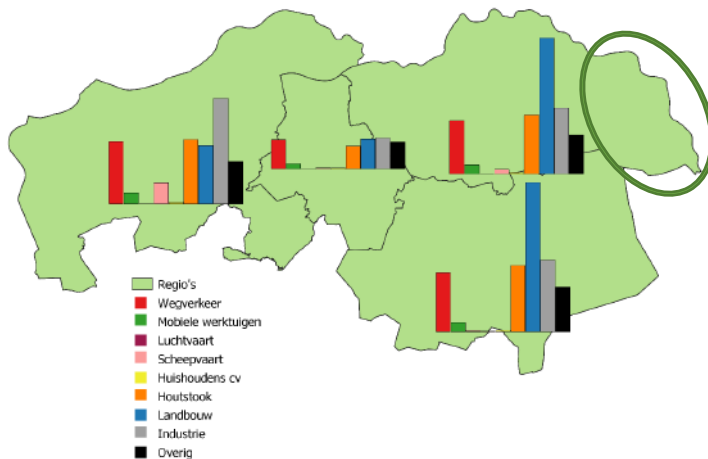 Regio's
Wegverkeer
Mobiele werktuigen
Luchtvaart
Scheepvaart
Huishoudens cv
Houtstook
Landbouw
Industrie
Overig